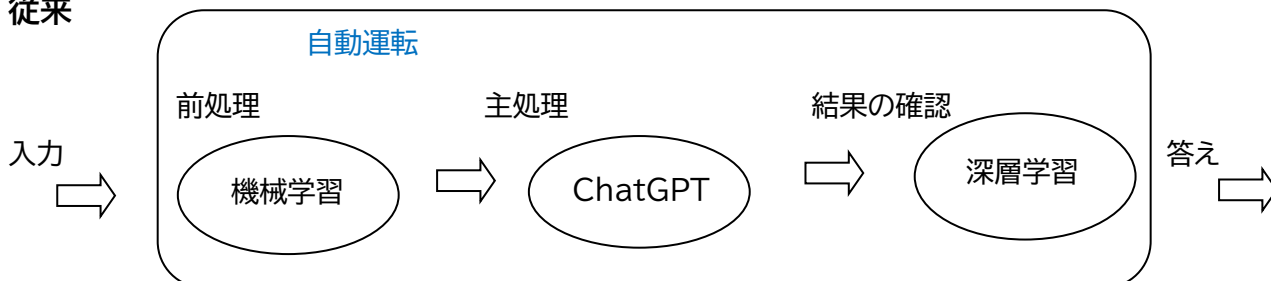 従来
自動運転
前処理
主処理
結果の確認
入力
機械学習
ChatGPT
深層学習
答え